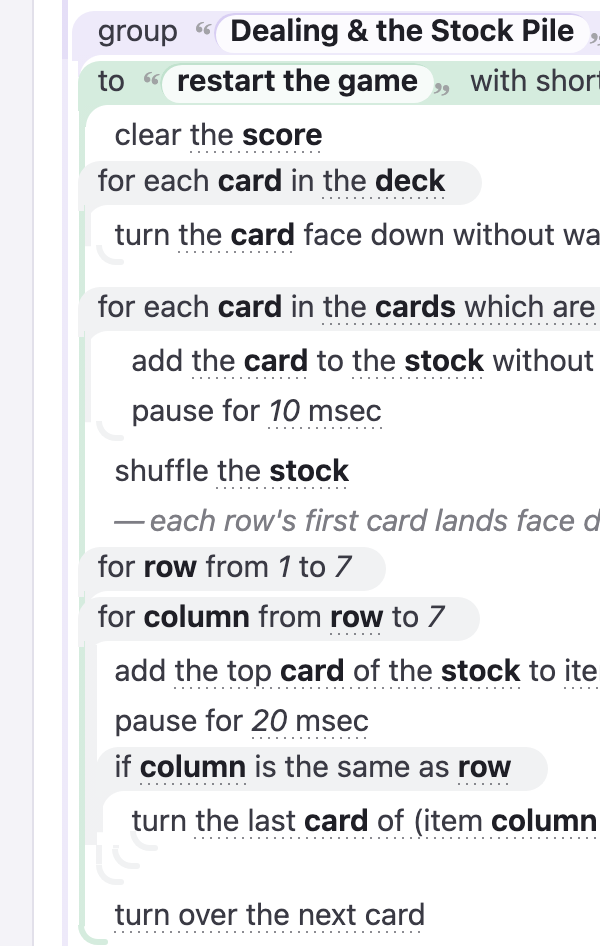 group “Dealing & the Stock Pile”
to “restart the game” with short
clear the score
for each card in the deck
turn the card face down without wa
for each card in the cards which are
add the card to the stock without
pause for 10 msec
shuffle the stock
— each row's first card lands face d
for row from 1 to 7
for column from row to 7
add the top card of the stock to ite
pause for 20 msec
if column is the same as row
turn the last card of (item column
turn over the next card